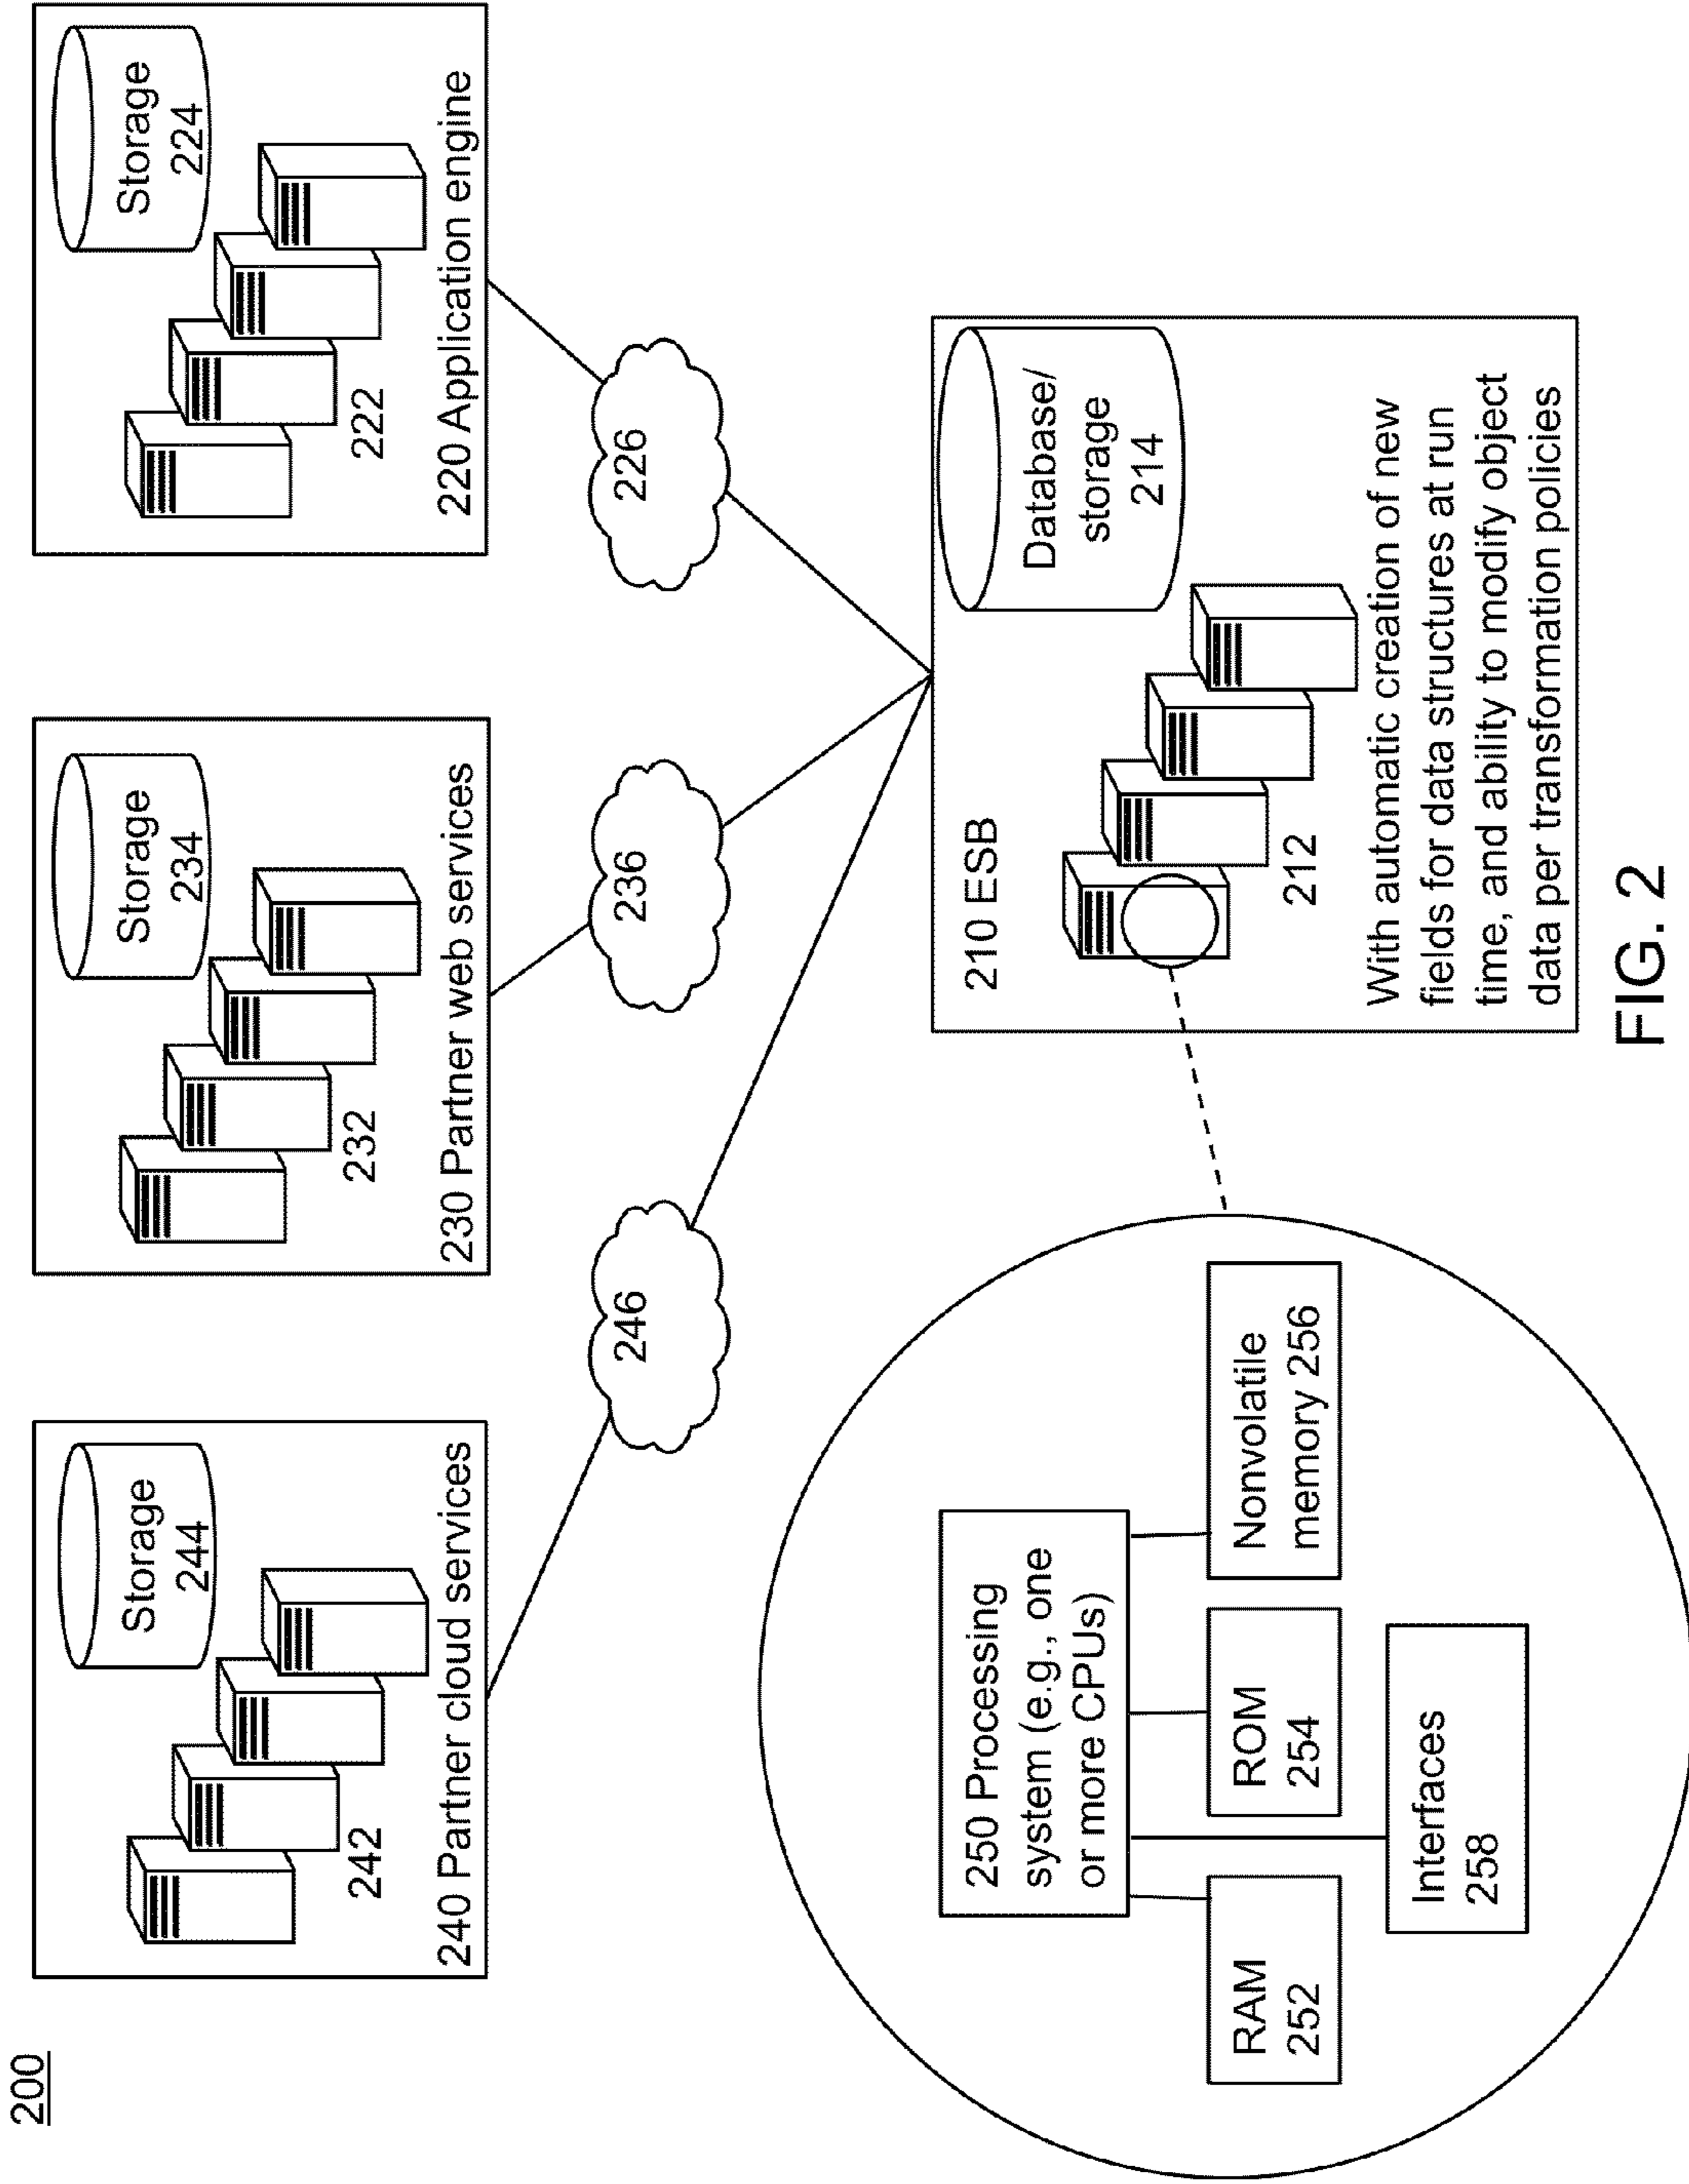 200
Storage
244
242
240 Partner cloud services
Storage
234
232
230 Partner web services
Storage
224
222
220 Application engine
246
236
226
250 Processing
system (e.g., one
or more CPUs)
RAM
252
ROM
254
Nonvolatile
memory 256
Interfaces
258
210 ESB
Database/
storage
214
212
With automatic creation of new
fields for data structures at run
time, and ability to modify object
data per transformation policies
FIG. 2